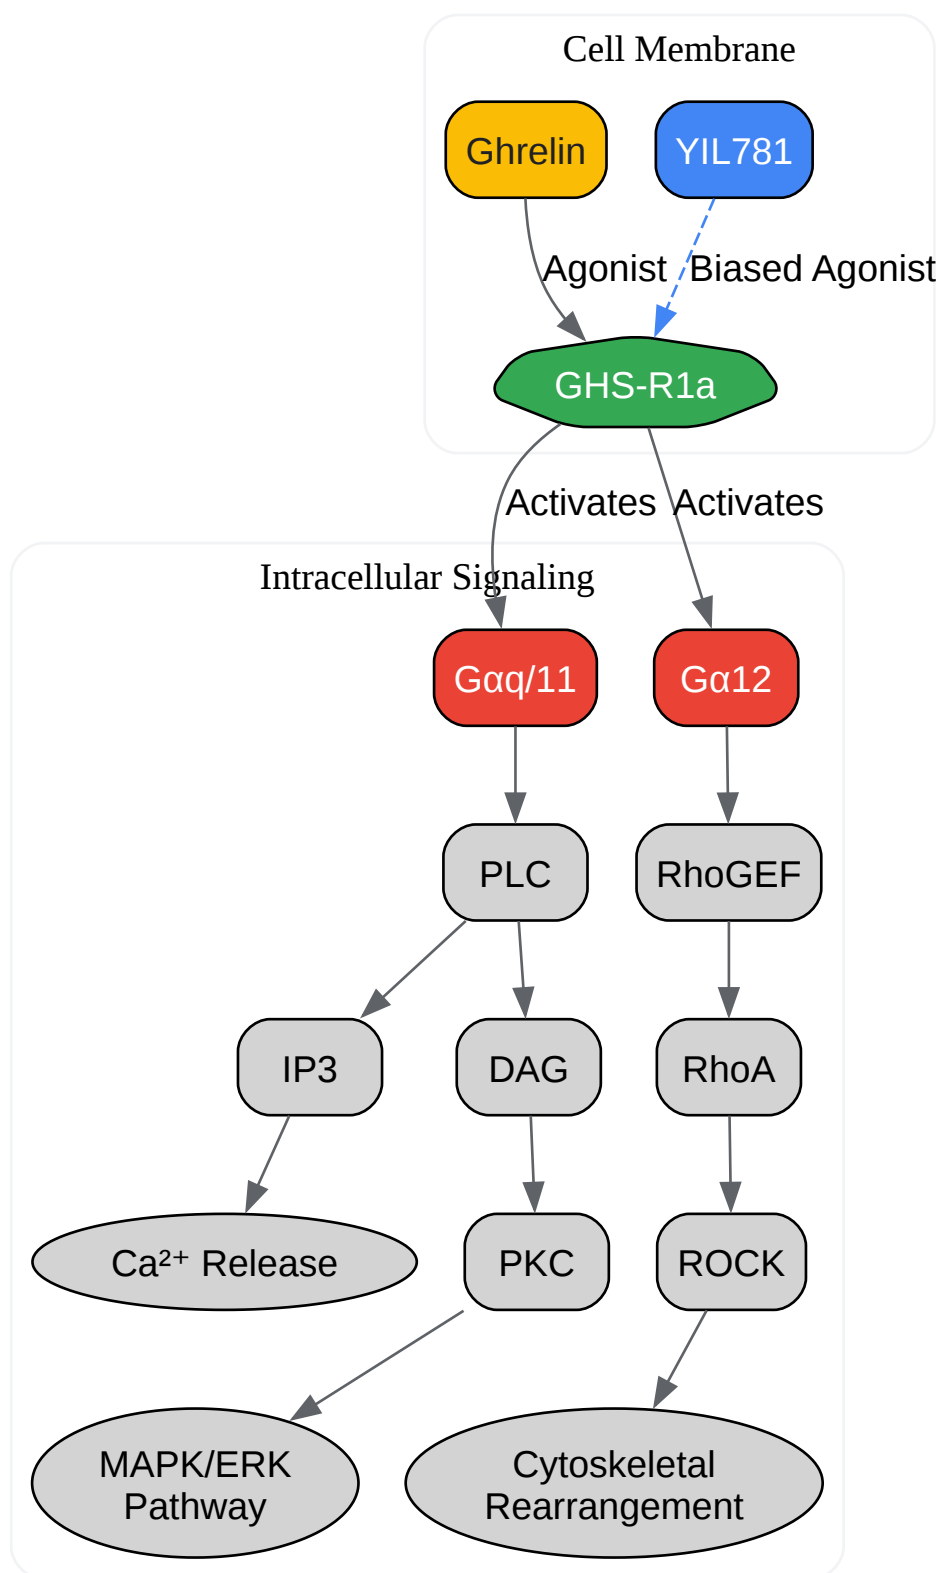 Cell Membrane
Ghrelin
YIL781
Agonist
Biased Agonist
GHS-R1a
Activates
Activates
Intracellular Signaling
Gαq/11
Gα12
PLC
RhoGEF
IP3
DAG
RhoA
Ca²⁺ Release
PKC
ROCK
MAPK/ERK
Pathway
Cytoskeletal
Rearrangement